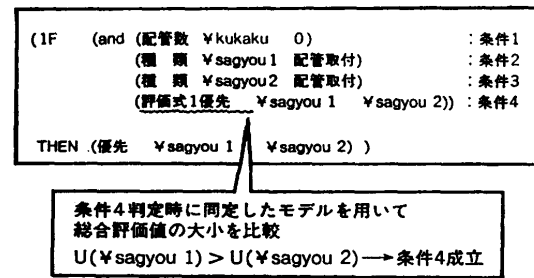 (IF (and (配管数 ¥kukaku 0) : 条件1
(種 類 ¥sagyou1 配管取付) : 条件2
(種 類 ¥sagyou2 配管取付) : 条件3
(評価式1優先 ¥sagyou 1 ¥sagyou 2)) : 条件4
THEN (優先 ¥sagyou 1 ¥sagyou 2) )
条件4判定時に同定したモデルを用いて
総合評価値の大小を比較
U(¥sagyou 1) > U(¥sagyou 2) → 条件4成立